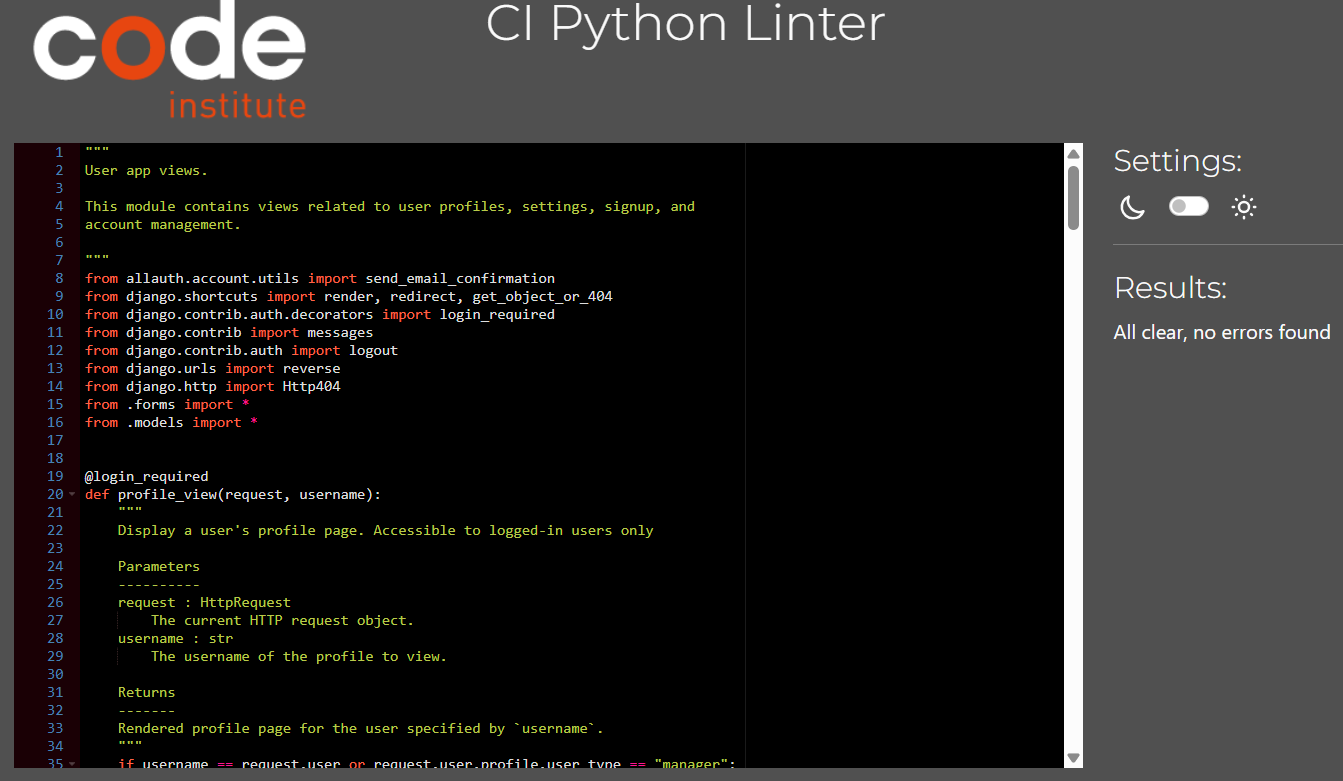 code
institute
CI Python Linter
1 """
2 User app views.
3
4 This module contains views related to user profiles, settings, signup, and
5 account management.
6
7 """
8 from allauth.account.utils import send_email_confirmation
9 from django.shortcuts import render, redirect, get_object_or_404
10 from django.contrib.auth.decorators import login_required
11 from django.contrib import messages
12 from django.contrib.auth import logout
13 from django.urls import reverse
14 from django.http import Http404
15 from .forms import *
16 from .models import *
17
18
19 @login_required
20 def profile_view(request, username):
21     """
22     Display a user's profile page. Accessible to logged-in users only
23
24     Parameters
25     ----------
26     request : HttpRequest
27         The current HTTP request object.
28     username : str
29         The username of the profile to view.
30
31     Returns
32     -------
33     Rendered profile page for the user specified by `username`.
34     """
35     if username == request.user or request.user.profile.user_type == "manager":
Settings:
Results:
All clear, no errors found